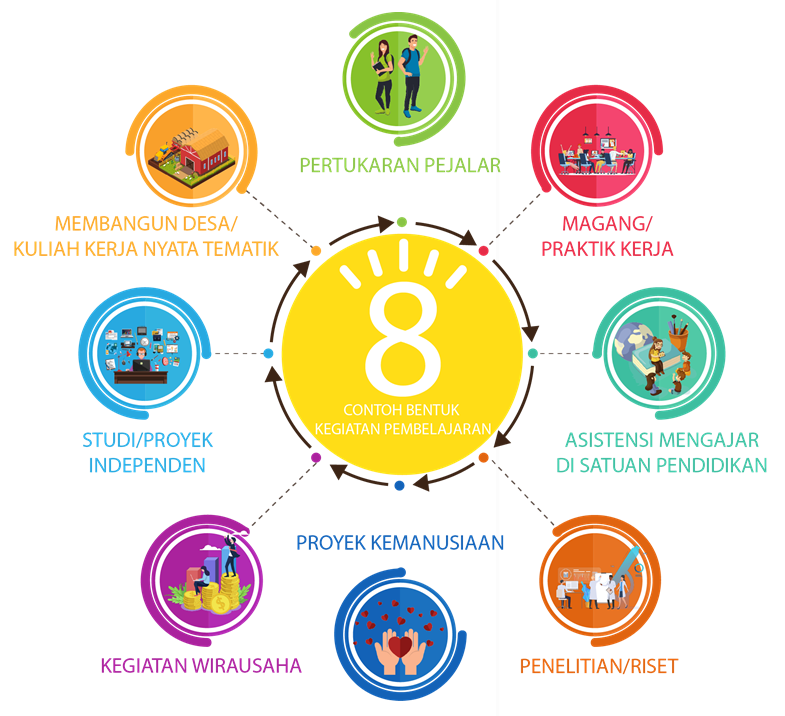 PERTUKARAN PEJALAR
MAGANG/
PRAKTIK KERJA
ASISTENSI MENGAJAR
DI SATUAN PENDIDIKAN
PENELITIAN/RISET
PROYEK KEMANUSIAAN
KEGIATAN WIRAUSAHA
STUDI/PROYEK
INDEPENDEN
MEMBANGUN DESA/
KULIAH KERJA NYATA TEMATIK
8
CONTOH BENTUK
KEGIATAN PEMBELAJARAN